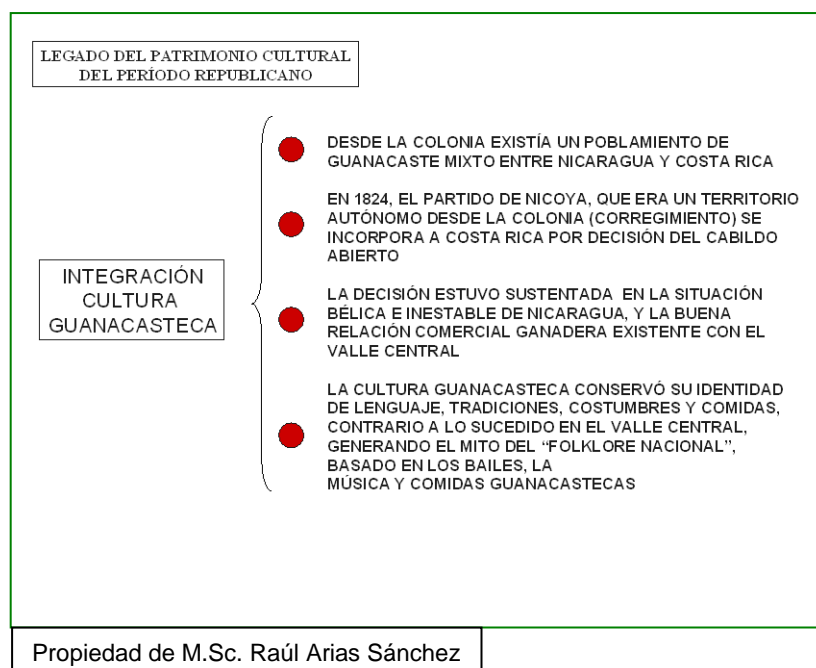 LEGADO DEL PATRIMONIO CULTURAL
DEL PERÍODO REPUBLICANO
INTEGRACIÓN
CULTURA
GUANACASTECA
DESDE LA COLONIA EXISTÍA UN POBLAMIENTO DE
GUANACASTE MIXTO ENTRE NICARAGUA Y COSTA RICA
EN 1824, EL PARTIDO DE NICOYA, QUE ERA UN TERRITORIO
AUTÓNOMO DESDE LA COLONIA (CORREGIMIENTO) SE
INCORPORA A COSTA RICA POR DECISIÓN DEL CABILDO
ABIERTO
LA DECISIÓN ESTUVO SUSTENTADA EN LA SITUACIÓN
BÉLICA E INESTABLE DE NICARAGUA, Y LA BUENA
RELACIÓN COMERCIAL GANADERA EXISTENTE CON EL
VALLE CENTRAL
LA CULTURA GUANACASTECA CONSERVÓ SU IDENTIDAD
DE LENGUAJE, TRADICIONES, COSTUMBRES Y COMIDAS,
CONTRARIO A LO SUCEDIDO EN EL VALLE CENTRAL,
GENERANDO EL MITO DEL “FOLKLORE NACIONAL”,
BASADO EN LOS BAILES, LA
MÚSICA Y COMIDAS GUANACASTECAS
Propiedad de M.Sc. Raúl Arias Sánchez